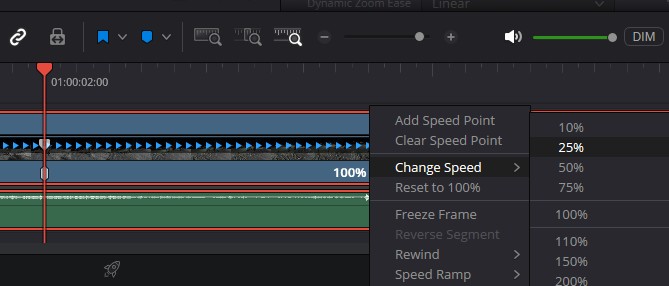 Dynamic Zoom Ease
Linear
DIM
01:00:02:00
100%
Add Speed Point
Clear Speed Point
Change Speed
Reset to 100%
Freeze Frame
Reverse Segment
Rewind
Speed Ramp
10%
25%
50%
75%
100%
110%
150%
200%